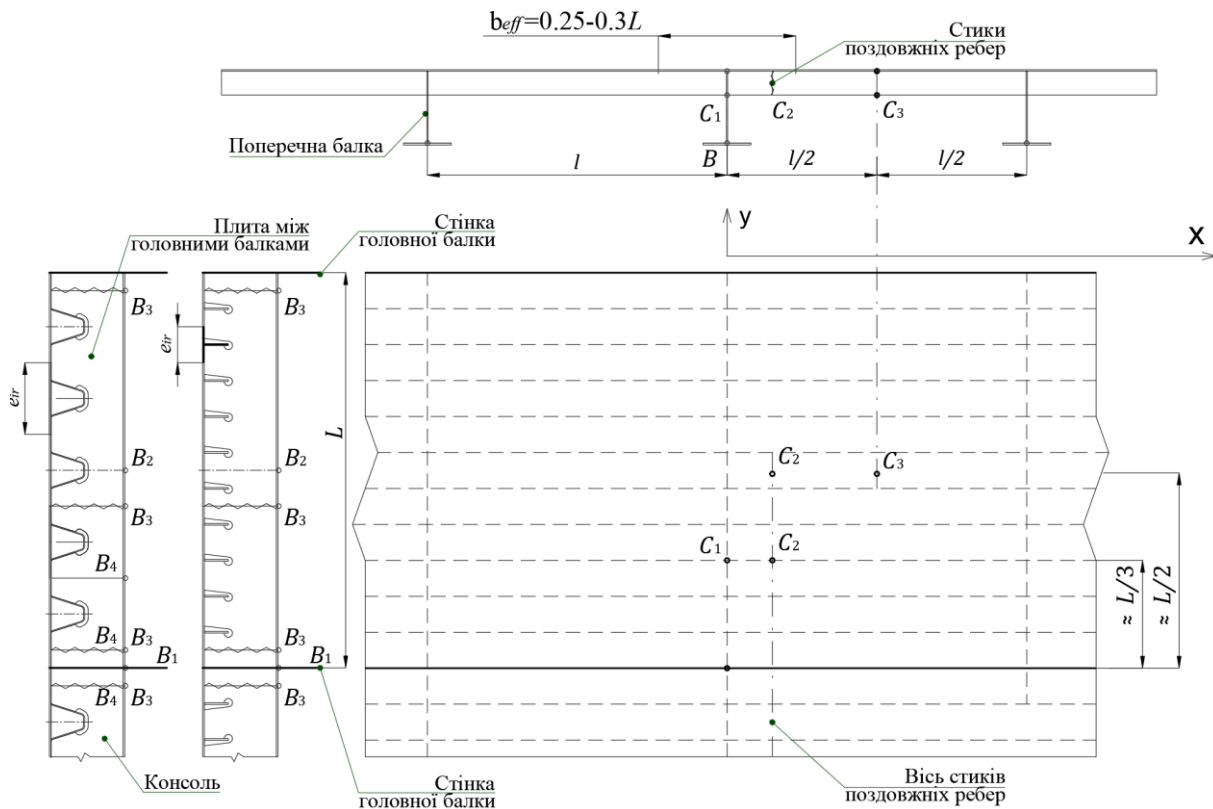 b_eff=0.25-0.3L
Стики
поздовжніх ребер
C₁
C₂
C₃
Поперечна балка
B
l
l/2
l/2
y
x
Плита між
головними балками
Стінка
головної балки
B₃
B₃
e_ir
e_ir
L
B₂
B₂
C₂
C₃
B₃
B₃
C₁
C₂
B₄
≈ L/3
≈ L/2
B₄
B₃
B₃
B₁
B₁
B₄
B₃
B₃
Консоль
Стінка
головної балки
Вісь стиків
поздовжніх ребер